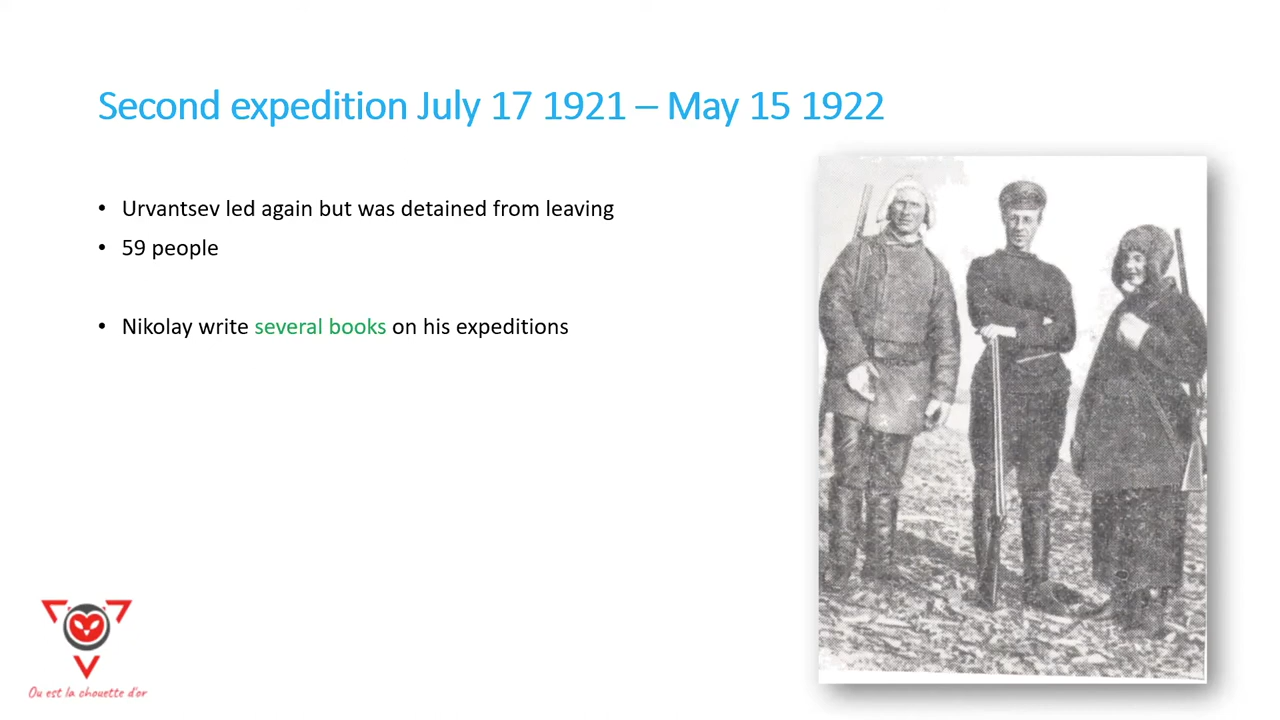 Second expedition July 17 1921 – May 15 1922
• Urvantsev led again but was detained from leaving
• 59 people
• Nikolay write several books on his expeditions
Ou est la chouette d'or